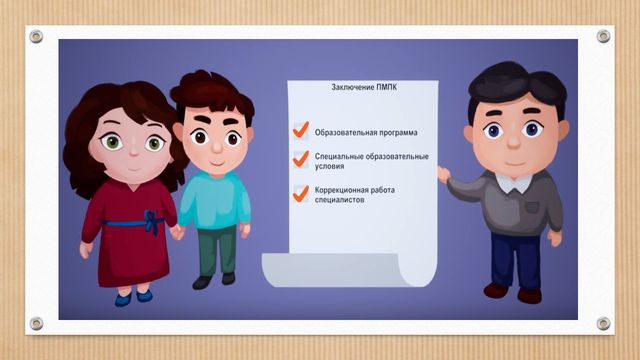 Заключение ПМПК
Образовательная программа
Специальные образовательные
условия
Коррекционная работа
специалистов